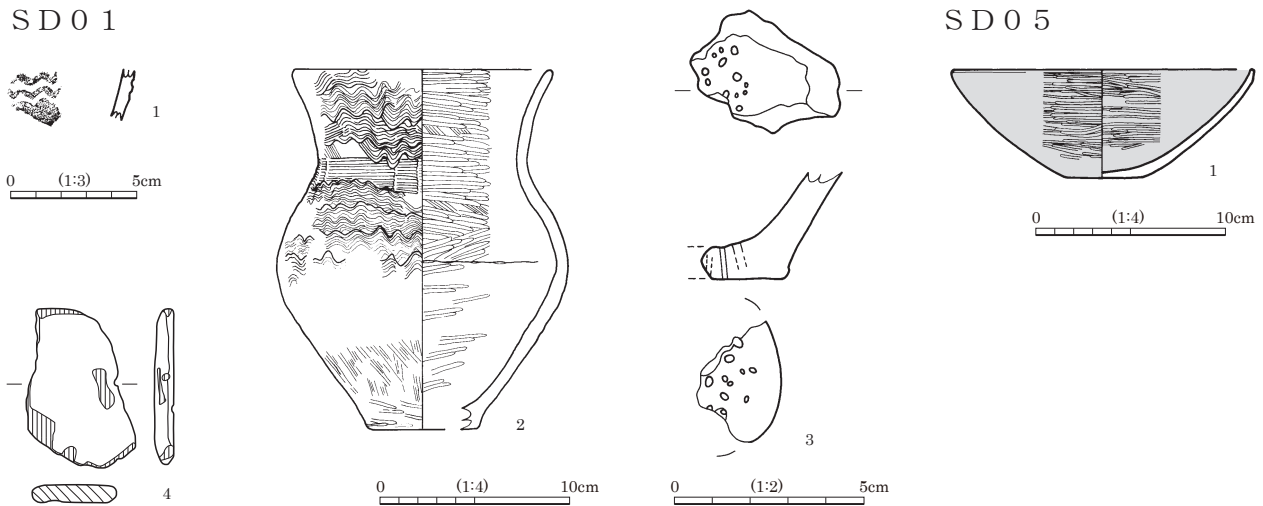 ＳＤ０１
1
0 (1:3) 5cm
4
2
0 (1:4) 10cm
3
0 (1:2) 5cm
ＳＤ０５
1
0 (1:4) 10cm